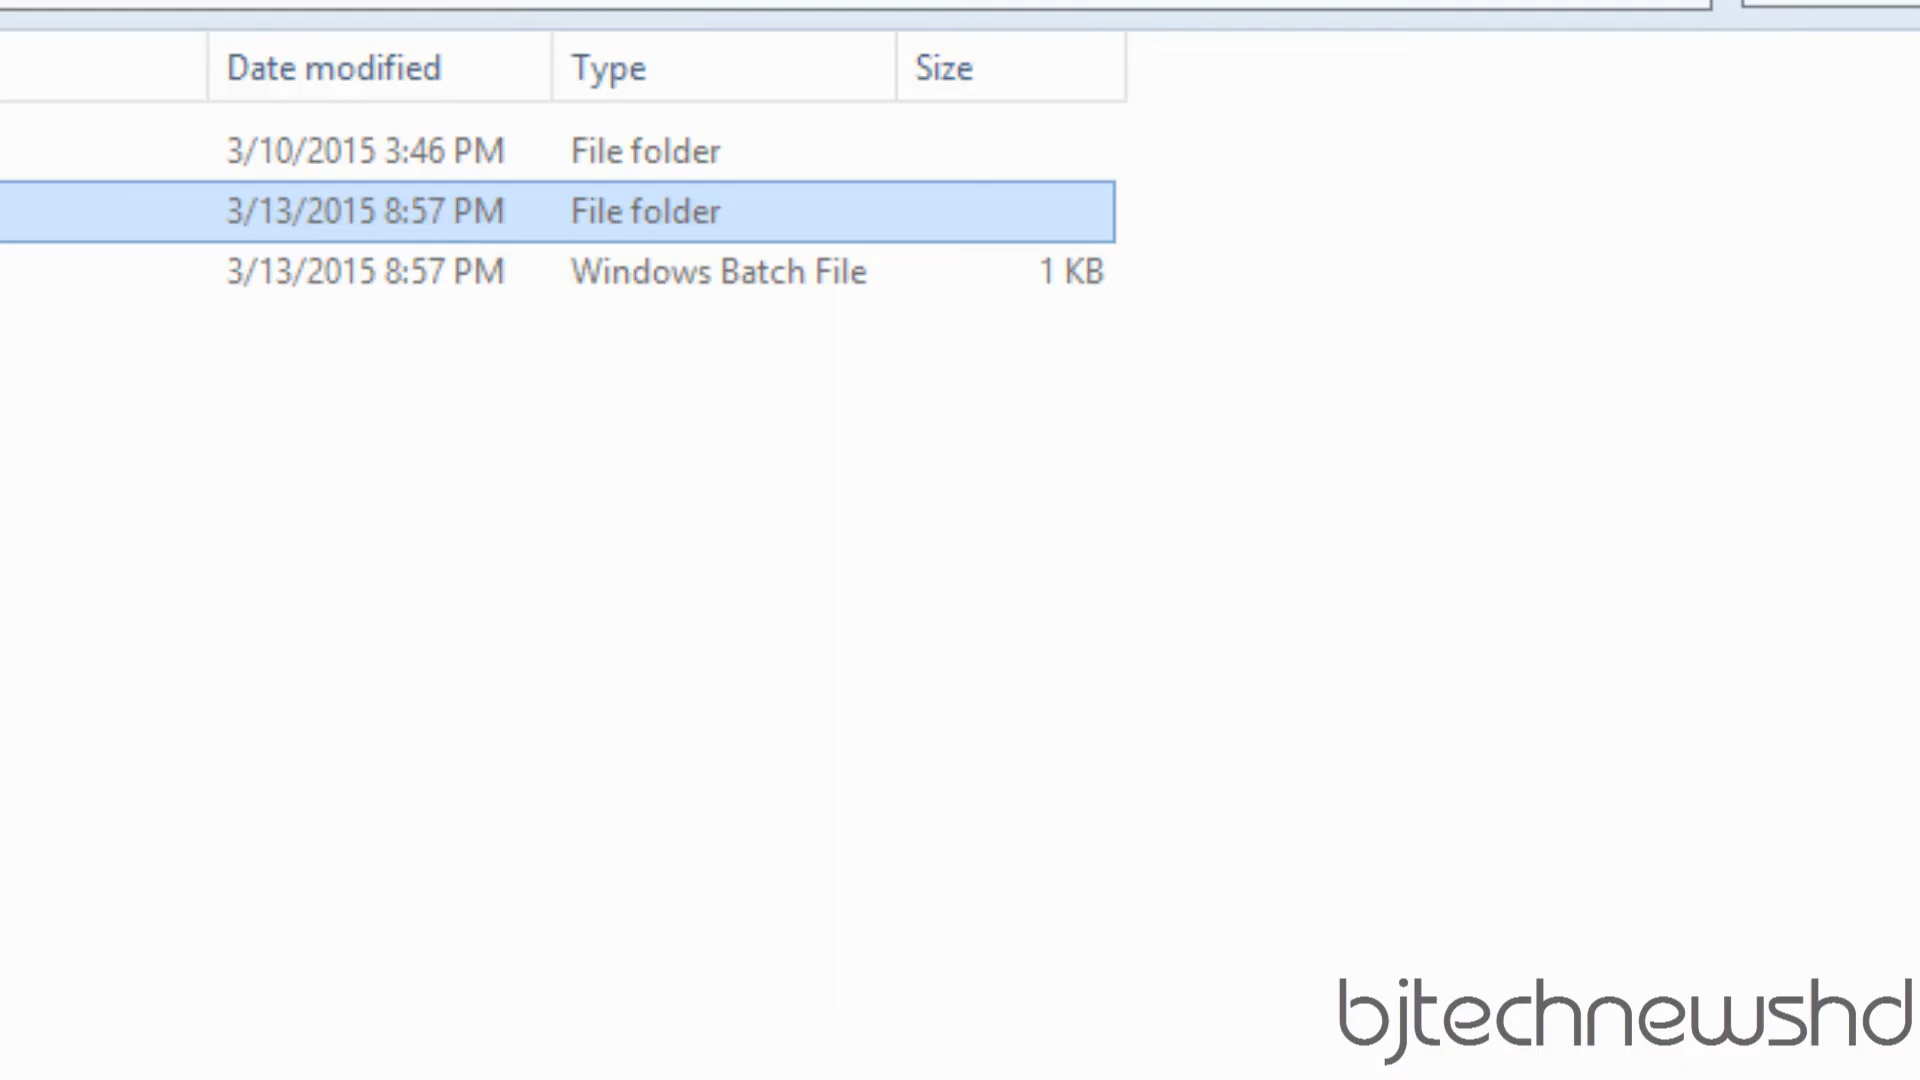 Date modified Type Size
3/10/2015 3:46 PM File folder
3/13/2015 8:57 PM File folder
3/13/2015 8:57 PM Windows Batch File 1 KB
bjtechnewshd